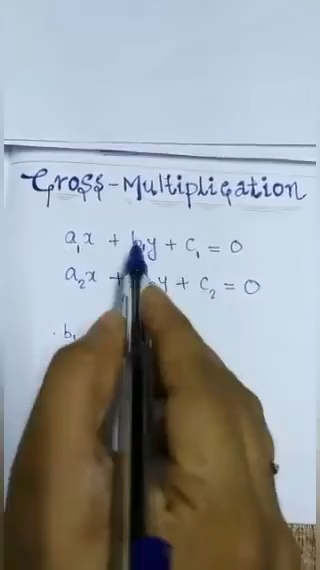 Cross-Multiplication
a₁x + b₁y + c₁ = 0
a₂x + y + c₂ = 0
b₁